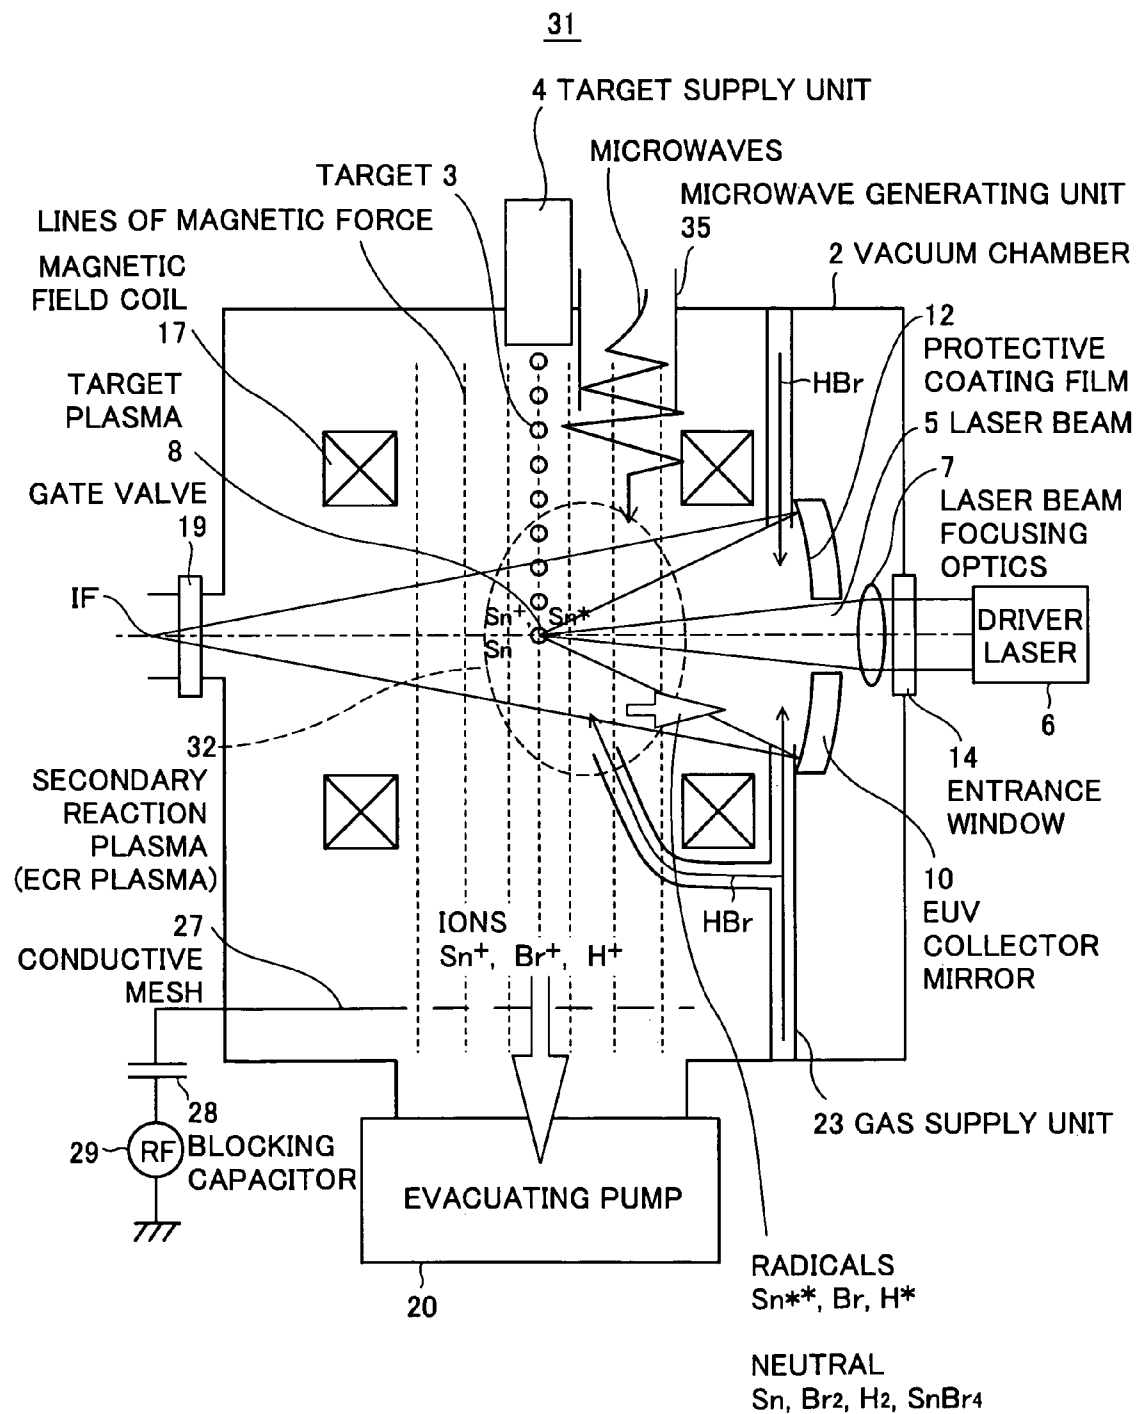 31
4 TARGET SUPPLY UNIT
MICROWAVES
TARGET 3
MICROWAVE GENERATING UNIT
35
LINES OF MAGNETIC FORCE
2 VACUUM CHAMBER
MAGNETIC
FIELD COIL
17
12
PROTECTIVE
COATING FILM
HBr
TARGET
PLASMA
8
5 LASER BEAM
7
LASER BEAM
FOCUSING
OPTICS
GATE VALVE
19
IF
Sn+,
Sn*
Sn
DRIVER
LASER
6
32
SECONDARY
REACTION
PLASMA
(ECR PLASMA)
14
ENTRANCE
WINDOW
10
EUV
COLLECTOR
MIRROR
HBr
27
CONDUCTIVE
MESH
IONS
Sn+, Br+, H+
28
BLOCKING
CAPACITOR
29
RF
23 GAS SUPPLY UNIT
EVACUATING PUMP
20
RADICALS
Sn**, Br, H*
NEUTRAL
Sn, Br2, H2, SnBr4